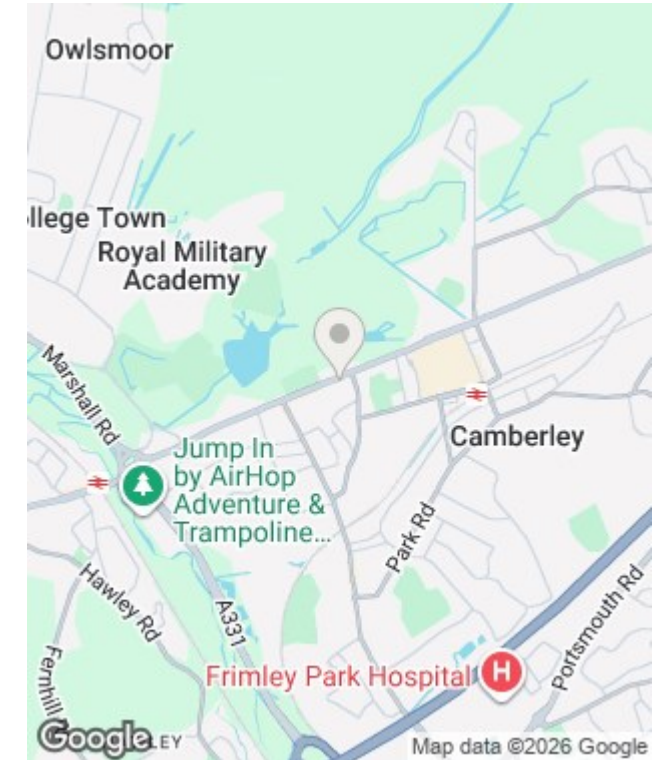 Owlsmoor
llege Town
Royal Military
Academy
Marshall Rd
Jump In
by AirHop
Adventure &
Trampoline...
Camberley
Park Rd
Hawley Rd
A331
Portsmouth Rd
Fernhill
Frimley Park Hospital
H
Google
LEY
Map data ©2026 Google